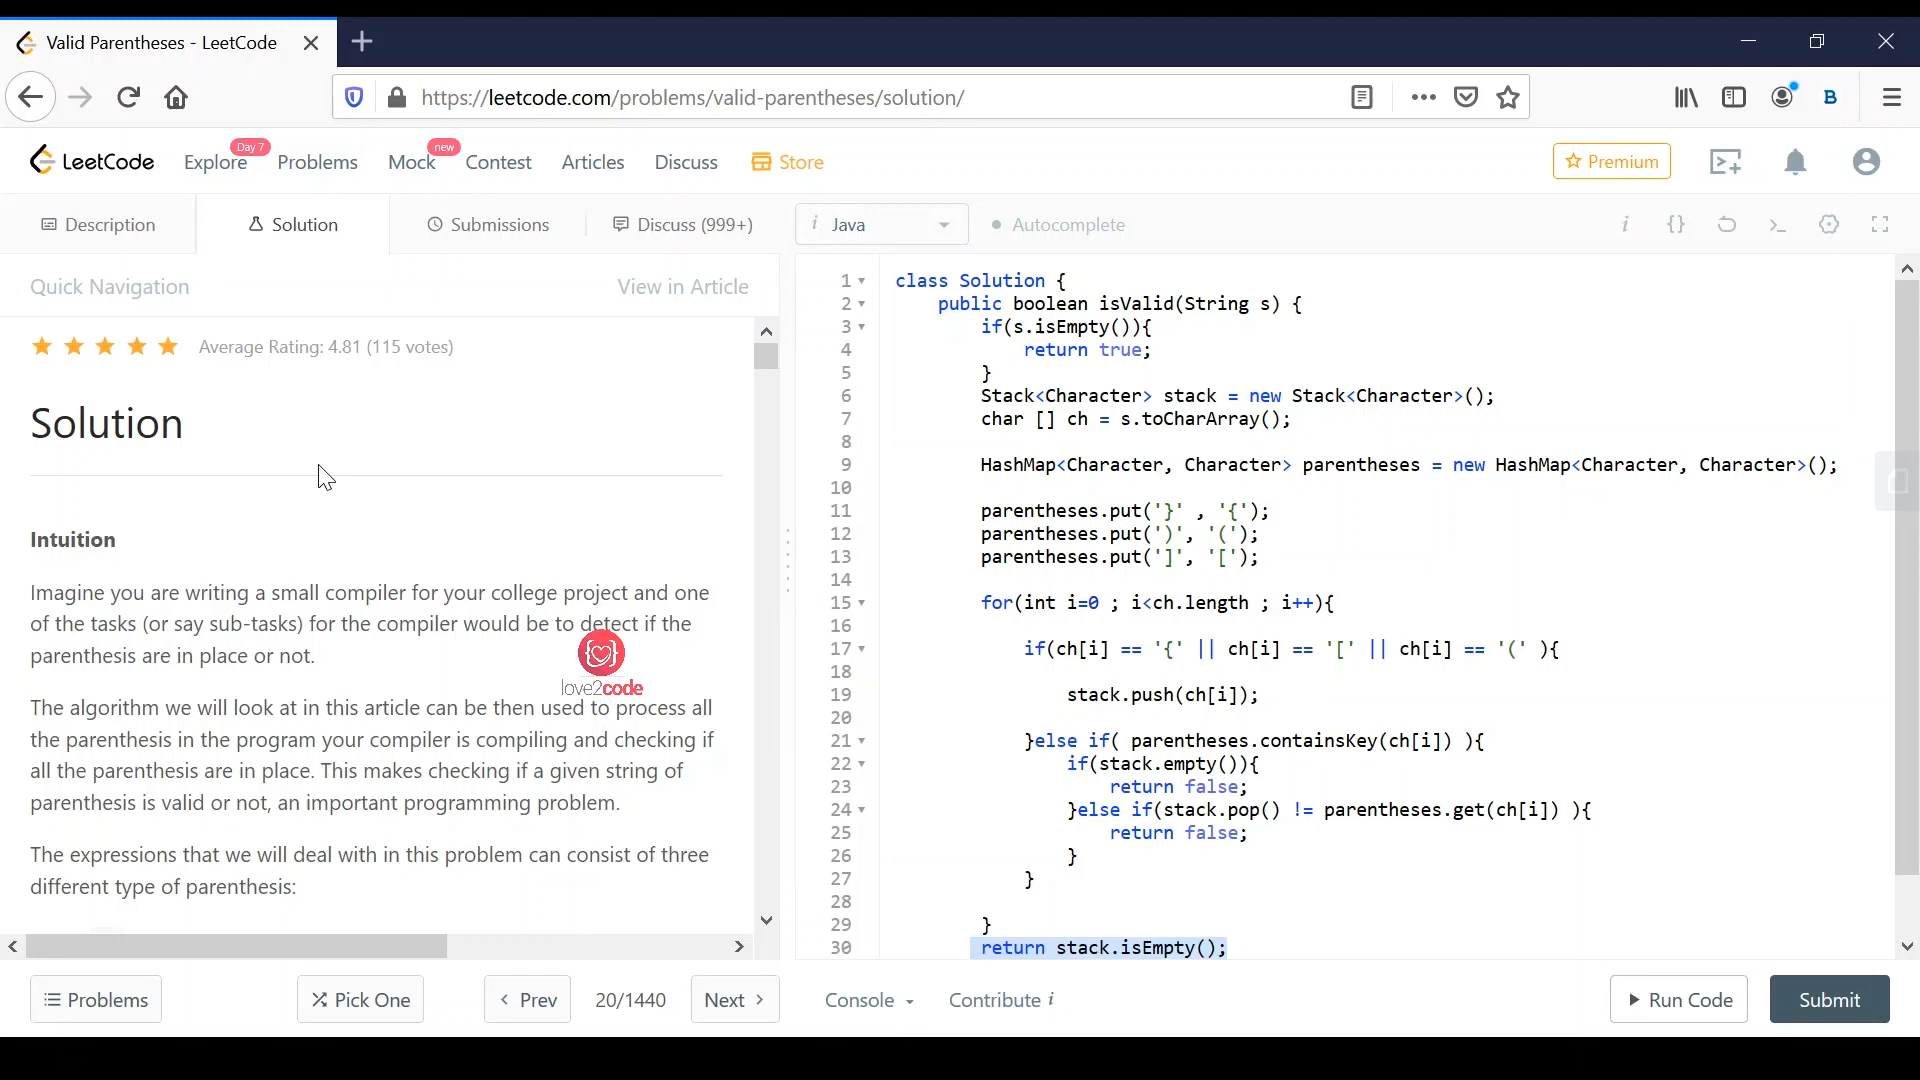 Valid Parentheses - LeetCode
https://leetcode.com/problems/valid-parentheses/solution/
B
LeetCode Explore Day 7 Problems Mock new Contest Articles Discuss Store Premium
Description Solution Submissions Discuss (999+)
i Java Autocomplete
Quick Navigation View in Article
Average Rating: 4.81 (115 votes)
Solution
Intuition
Imagine you are writing a small compiler for your college project and one
of the tasks (or say sub-tasks) for the compiler would be to detect if the
parenthesis are in place or not.
love2code
The algorithm we will look at in this article can be then used to process all
the parenthesis in the program your compiler is compiling and checking if
all the parenthesis are in place. This makes checking if a given string of
parenthesis is valid or not, an important programming problem.
The expressions that we will deal with in this problem can consist of three
different type of parenthesis:
1 class Solution {
2 public boolean isValid(String s) {
3 if(s.isEmpty()){
4 return true;
5 }
6 Stack<Character> stack = new Stack<Character>();
7 char [] ch = s.toCharArray();
8
9 HashMap<Character, Character> parentheses = new HashMap<Character, Character>();
10
11 parentheses.put('}' , '{');
12 parentheses.put(')', '(');
13 parentheses.put(']', '[');
14
15 for(int i=0 ; i<ch.length ; i++){
16
17 if(ch[i] == '{' || ch[i] == '[' || ch[i] == '(' ){
18
19 stack.push(ch[i]);
20
21 }else if( parentheses.containsKey(ch[i]) ){
22 if(stack.empty()){
23 return false;
24 }else if(stack.pop() != parentheses.get(ch[i]) ){
25 return false;
26 }
27 }
28
29 }
30 return stack.isEmpty();
Problems Pick One Prev 20/1440 Next Console Contribute i Run Code Submit